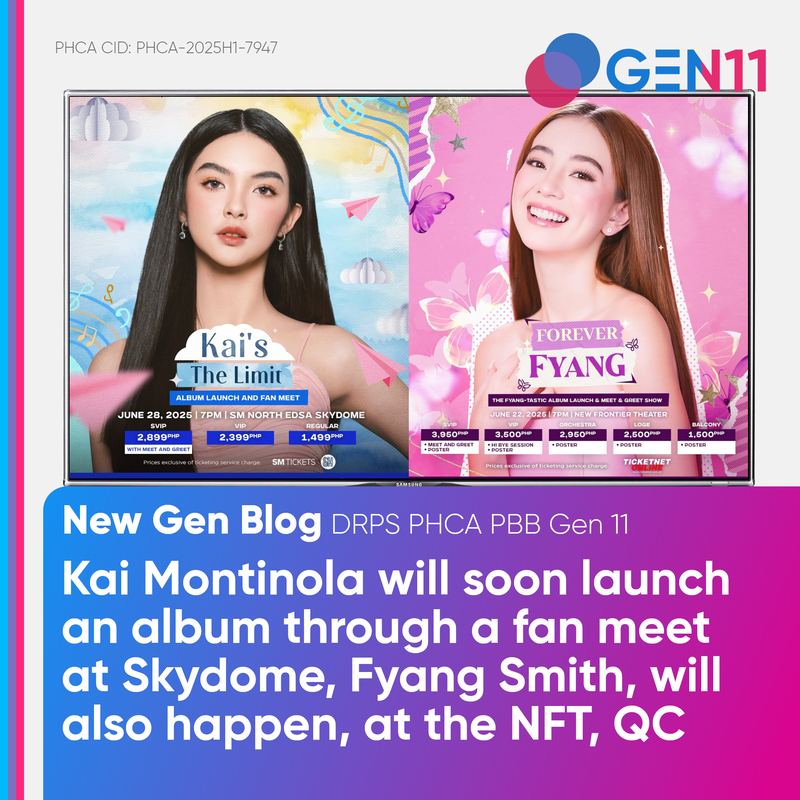 PHCA CID: PHCA-2025H1-7947
GEN11
Kai's
The Limit
ALBUM LAUNCH AND FAN MEET
JUNE 28, 2025 | 7PM | SM NORTH EDSA SKYDOME
SVIP VIP REGULAR
2,899PHP 2,399PHP 1,499PHP
WITH MEET AND GREET
Prices exclusive of ticketing service charge. SMTICKETS
FOREVER
FYANG
THE FYANG-TASTIC ALBUM LAUNCH & MEET & GREET SHOW
JUNE 22, 2025 | 7PM | NEW FRONTIER THEATER
SVIP VIP ORCHESTRA LOGE BALCONY
3,950PHP 3,500PHP 2,950PHP 2,500PHP 1,500PHP
• MEET AND GREET • HI BYE SESSION • POSTER • POSTER • POSTER
• POSTER • POSTER
Prices exclusive of ticketing service charge. TICKETNET
ONLINE
SAMSUNG
New Gen Blog DRPS PHCA PBB Gen 11
Kai Montinola will soon launch
an album through a fan meet
at Skydome, Fyang Smith, will
also happen, at the NFT, QC